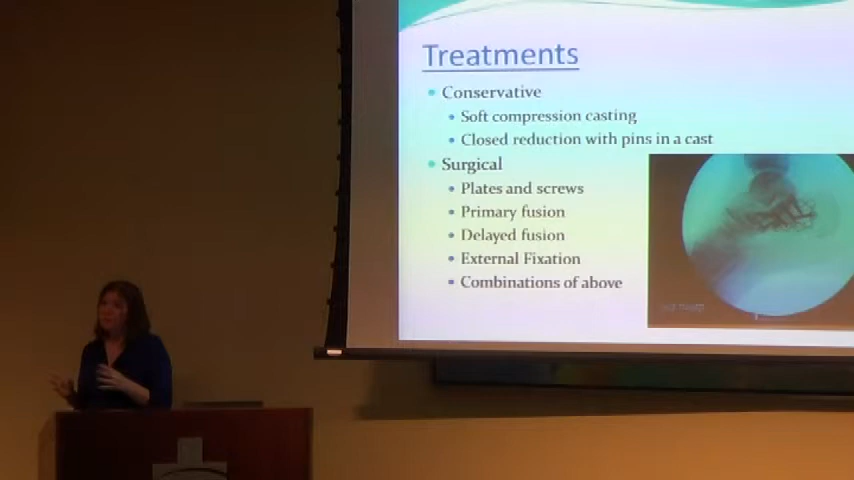 Treatments
Conservative
Soft compression casting
Closed reduction with pins in a cast
Surgical
Plates and screws
Primary fusion
Delayed fusion
External Fixation
Combinations of above